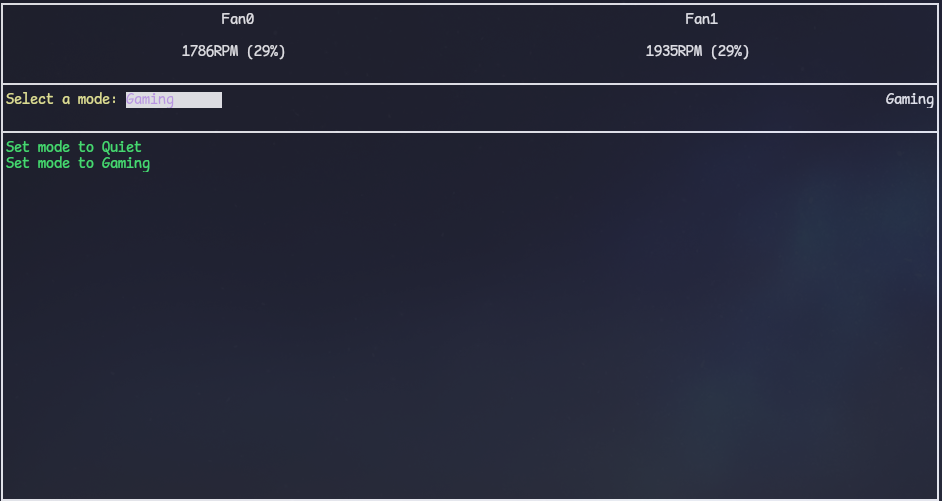 Fan0 Fan1
1786RPM (29%) 1935RPM (29%)
Select a mode: Gaming Gaming
Set mode to Quiet
Set mode to Gaming